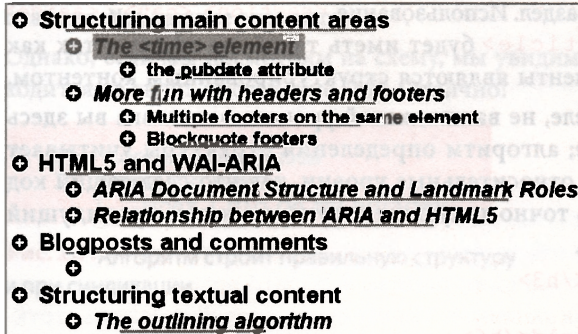 Structuring main content areas
The <time> element
the pubdate attribute
More fun with headers and footers
Multiple footers on the same element
Blockquote footers
HTML5 and WAI-ARIA
ARIA Document Structure and Landmark Roles
Relationship between ARIA and HTML5
Blogposts and comments
Structuring textual content
The outlining algorithm